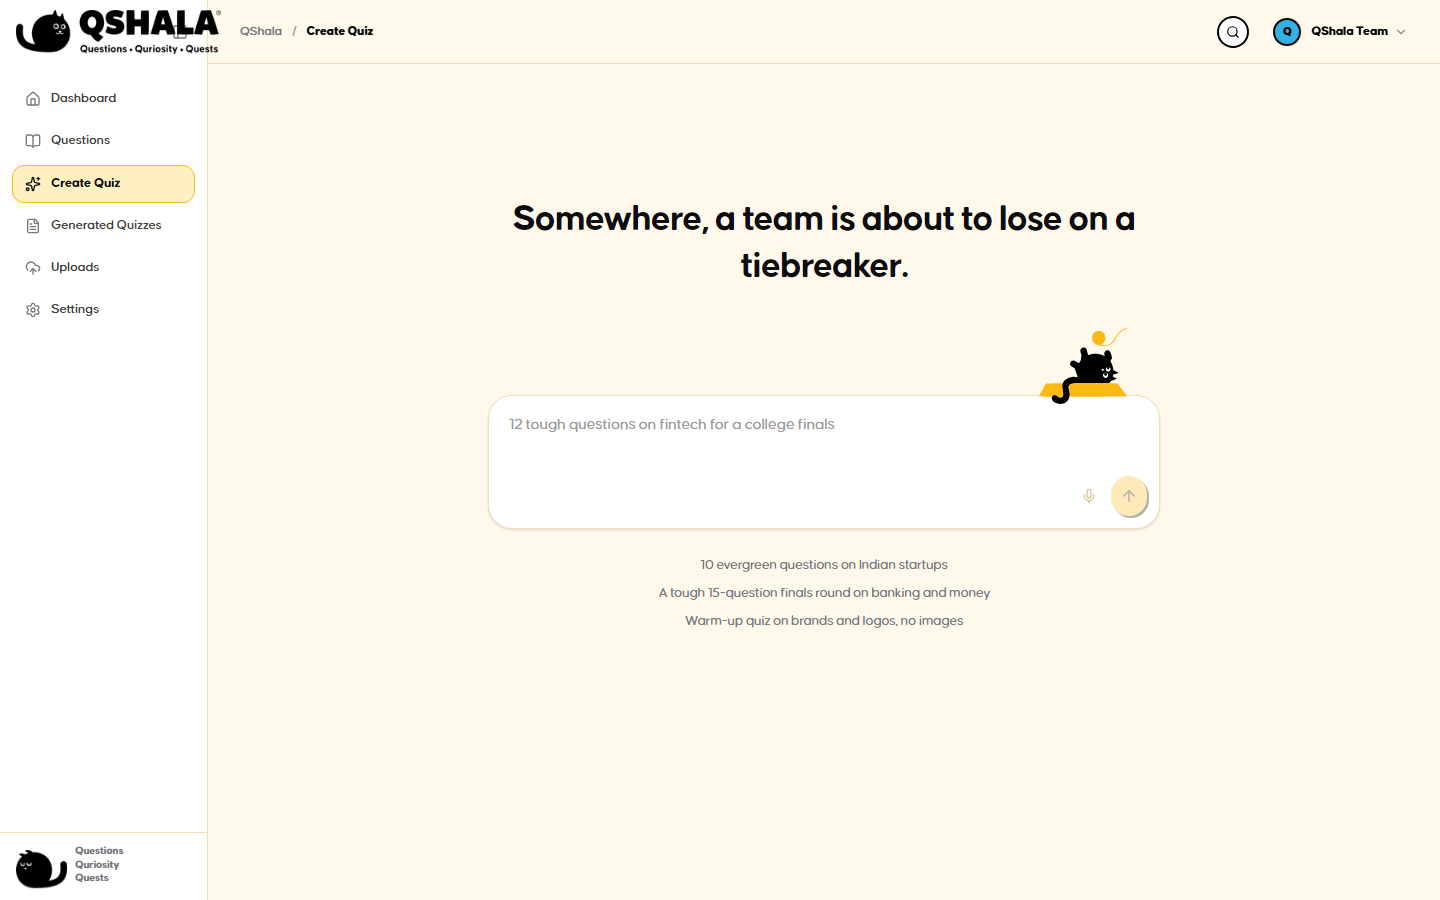 QSHALA®
Questions • Quriosity • Quests
QShala / Create Quiz
Q QShala Team
Dashboard
Questions
Create Quiz
Generated Quizzes
Uploads
Settings
Somewhere, a team is about to lose on a
tiebreaker.
12 tough questions on fintech for a college finals
10 evergreen questions on Indian startups
A tough 15-question finals round on banking and money
Warm-up quiz on brands and logos, no images
Questions
Quriosity
Quests